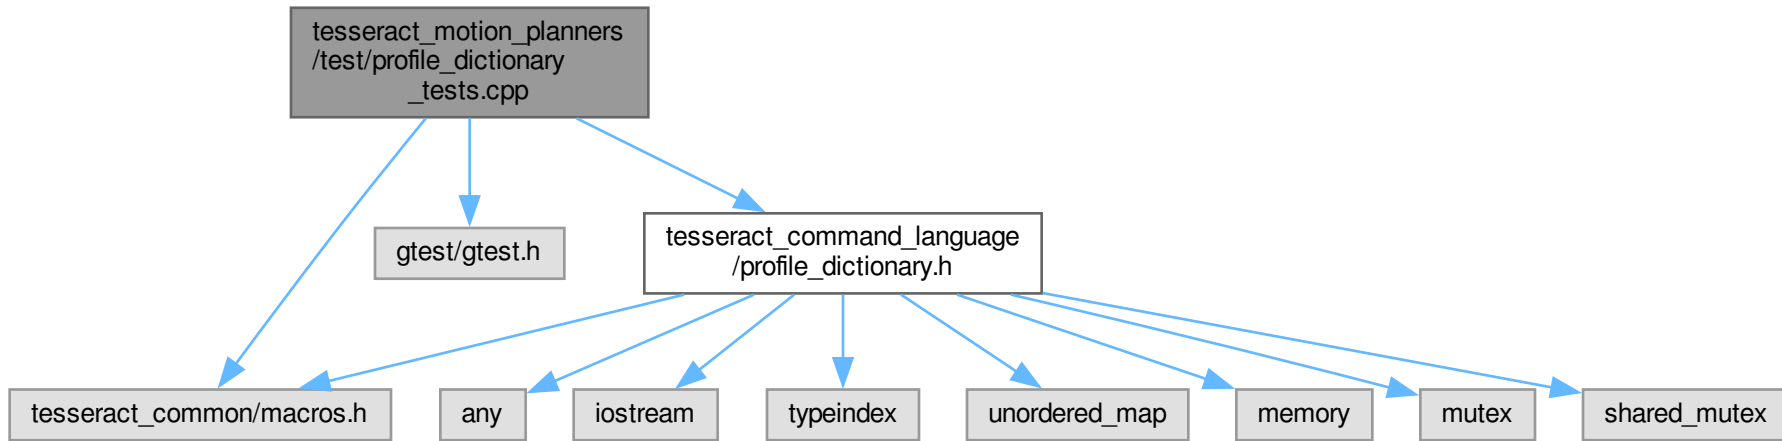 tesseract_motion_planners
/test/profile_dictionary
_tests.cpp
gtest/gtest.h
tesseract_command_language
/profile_dictionary.h
tesseract_common/macros.h
any
iostream
typeindex
unordered_map
memory
mutex
shared_mutex